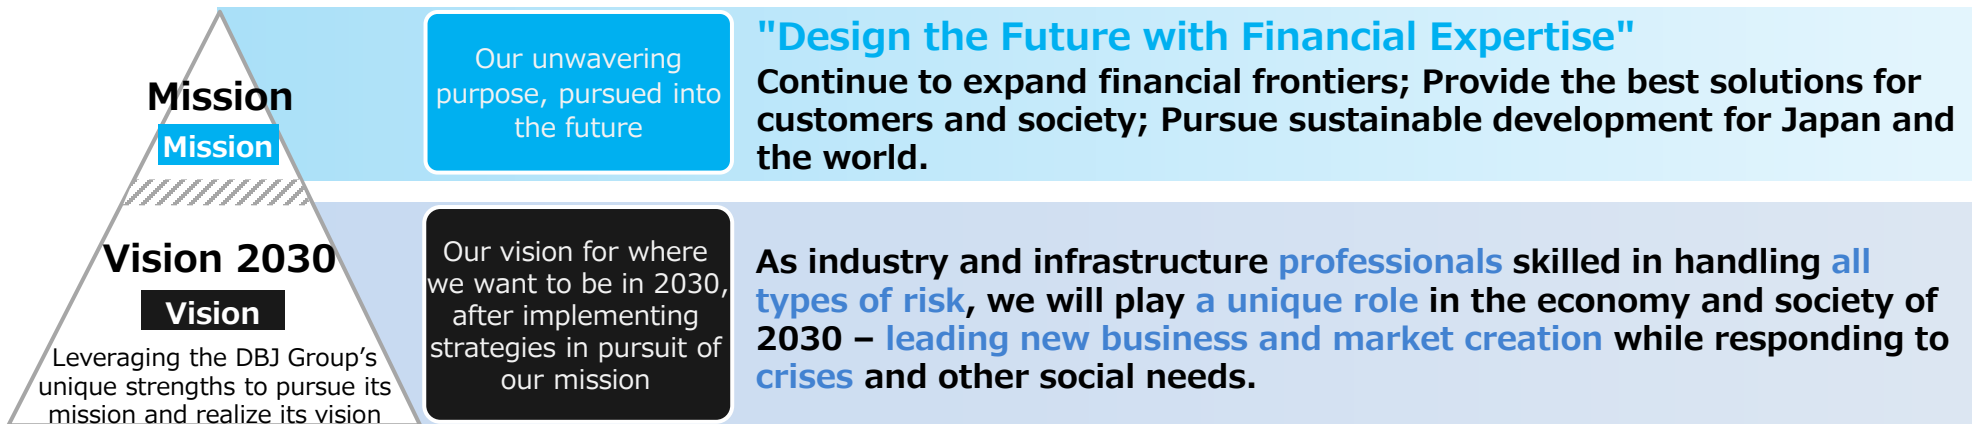 Mission
Mission
Our unwavering
purpose, pursued into
the future
"Design the Future with Financial Expertise"
Continue to expand financial frontiers; Provide the best solutions for
customers and society; Pursue sustainable development for Japan and
the world.
Vision 2030
Vision
Leveraging the DBJ Group's
unique strengths to pursue its
mission and realize its vision
Our vision for where
we want to be in 2030,
after implementing
strategies in pursuit of
our mission
As industry and infrastructure professionals skilled in handling all
types of risk, we will play a unique role in the economy and society of
2030 – leading new business and market creation while responding to
crises and other social needs.